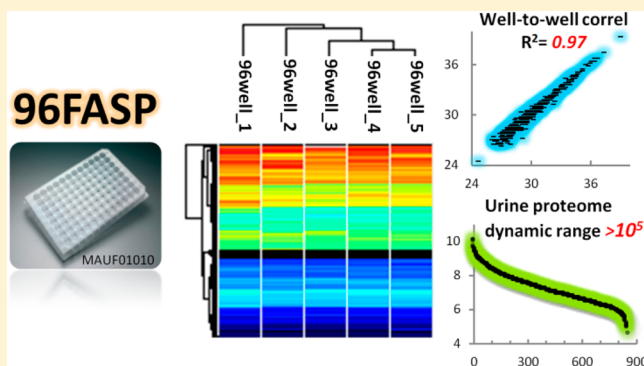 96FASP
MAUF01010
96well_1
96well_2
96well_3
96well_4
96well_5
Well-to-well correl
R²= 0.97
36
30
24
24 30 36
Urine proteome
dynamic range >10⁵
10
8
6
4
0 300 600 900